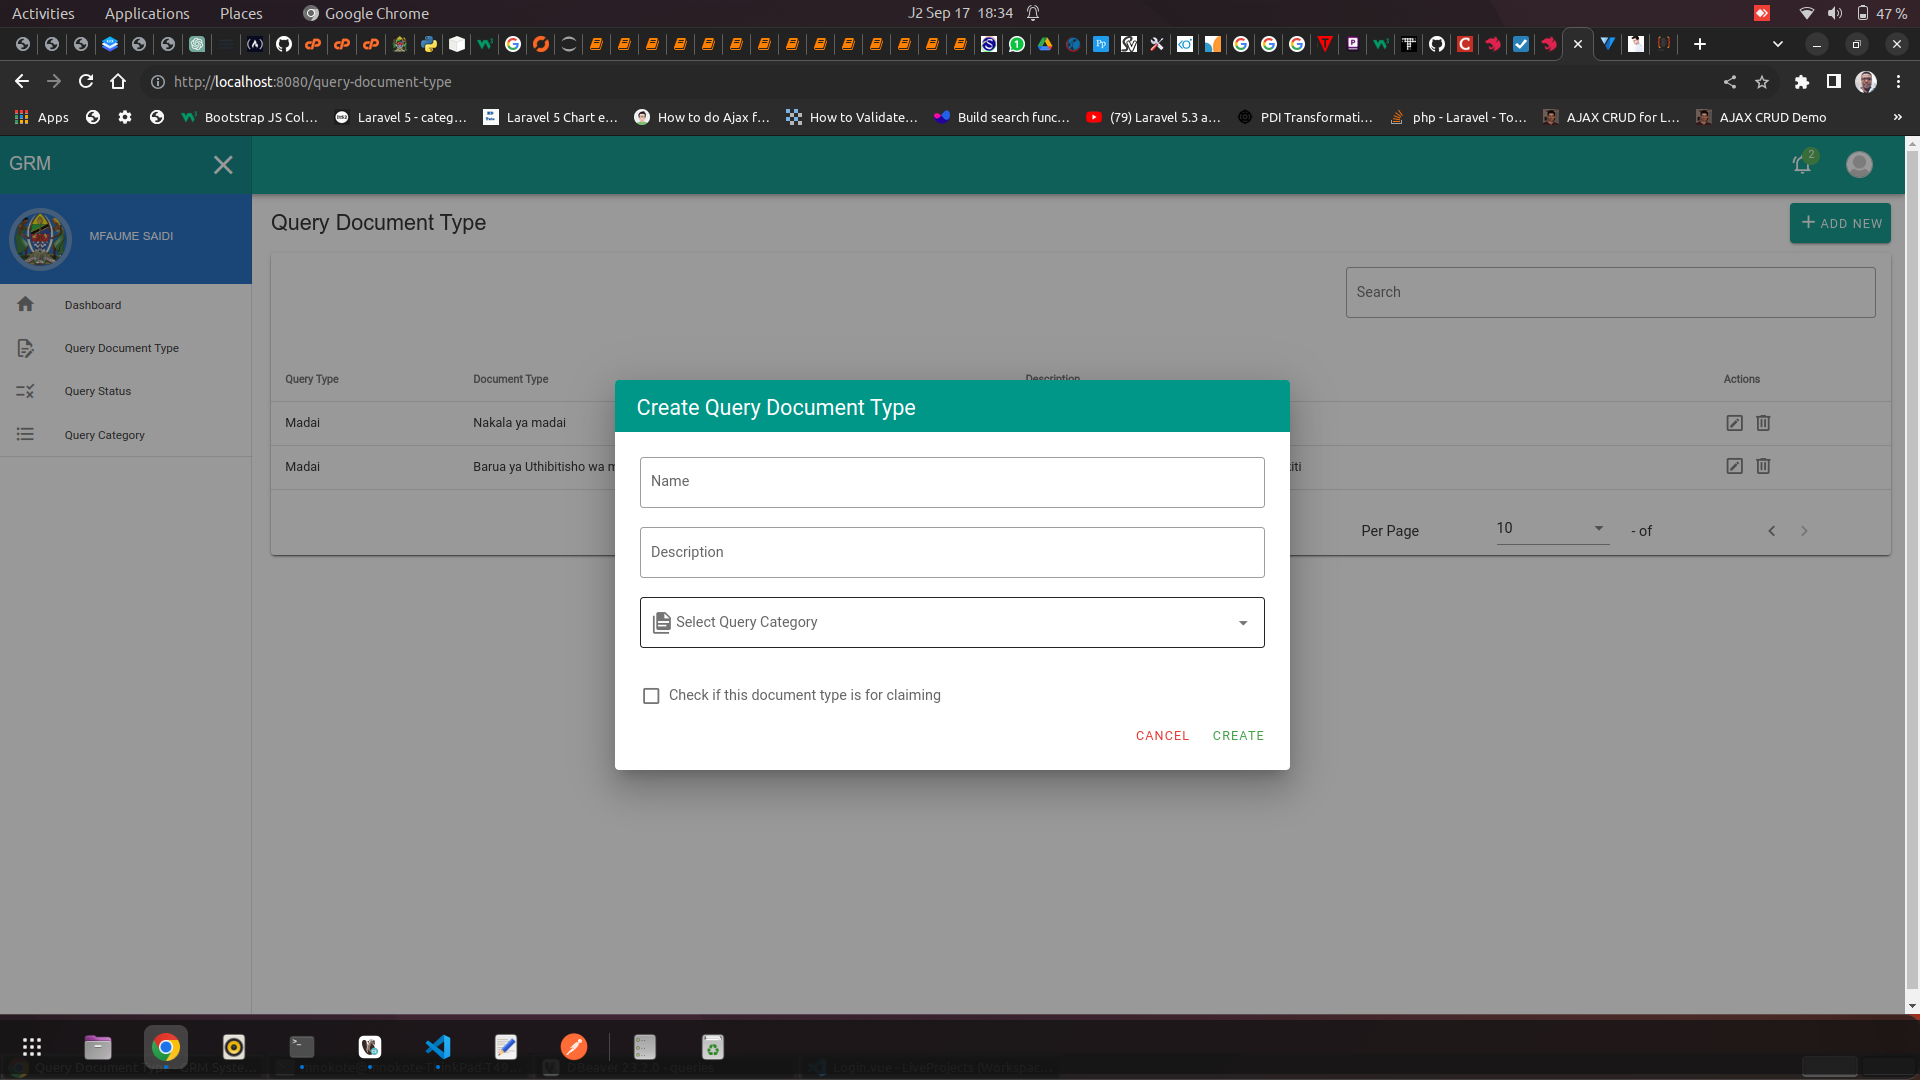 Activities Applications Places Google Chrome J2 Sep 17 18:34 47 %
http://localhost:8080/query-document-type
Apps Bootstrap JS Col... Laravel 5 - categ... Laravel 5 Chart e... How to do Ajax f... How to Validate... Build search func... (79) Laravel 5.3 a... PDI Transformati... php - Laravel - To... AJAX CRUD for L... AJAX CRUD Demo »
GRM 2
MFAUME SAIDI
Query Document Type
ADD NEW
Search
Dashboard
Query Document Type
Query Status
Query Category
Query Type Document Type Description Actions
Madai Nakala ya madai
Madai Barua ya Uthibitisho wa
Per Page 10 - of
Create Query Document Type
Name
Description
Select Query Category
Check if this document type is for claiming
CANCEL CREATE